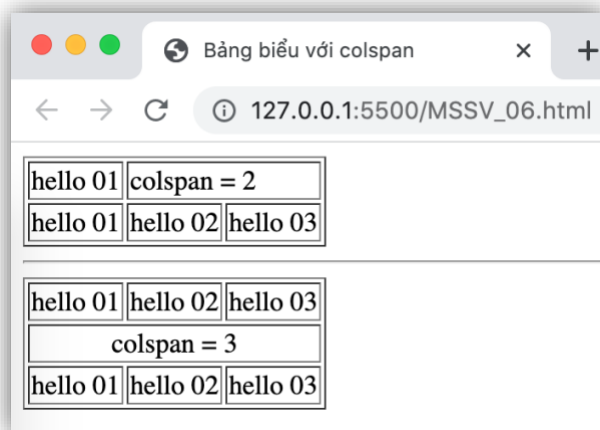 Bảng biểu với colspan
127.0.0.1:5500/MSSV_06.html
hello 01 colspan = 2
hello 01 hello 02 hello 03
hello 01 hello 02 hello 03
colspan = 3
hello 01 hello 02 hello 03